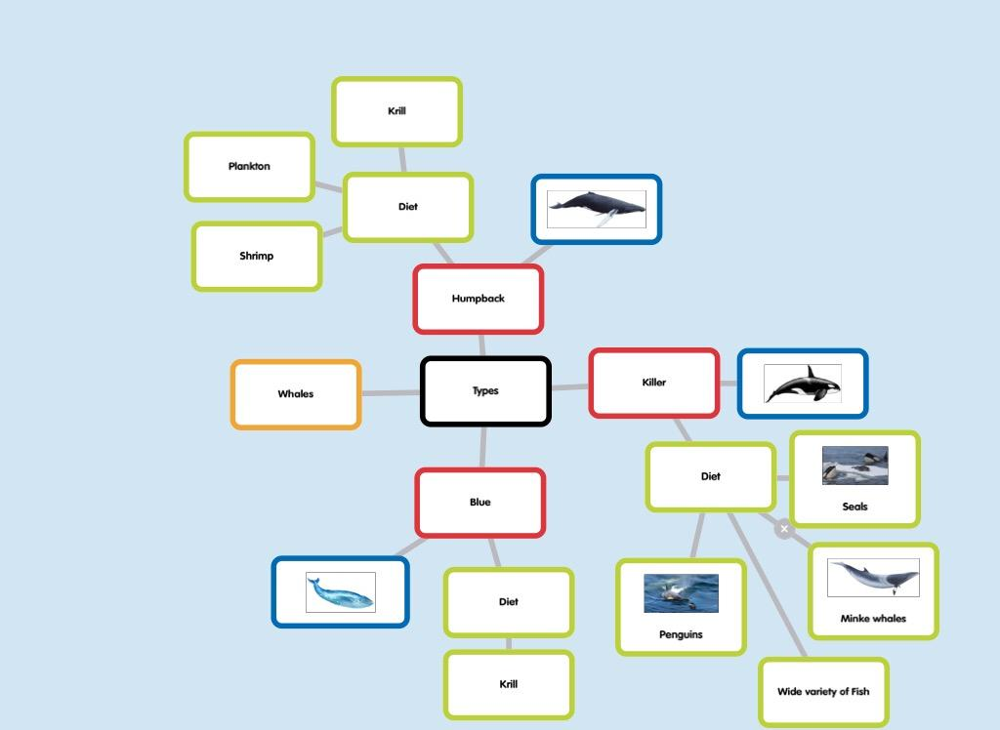 Krill
Plankton
Diet
Shrimp
Humpback
Whales
Types
Killer
Diet
Seals
Blue
Diet
Penguins
Minke whales
Krill
Wide variety of Fish